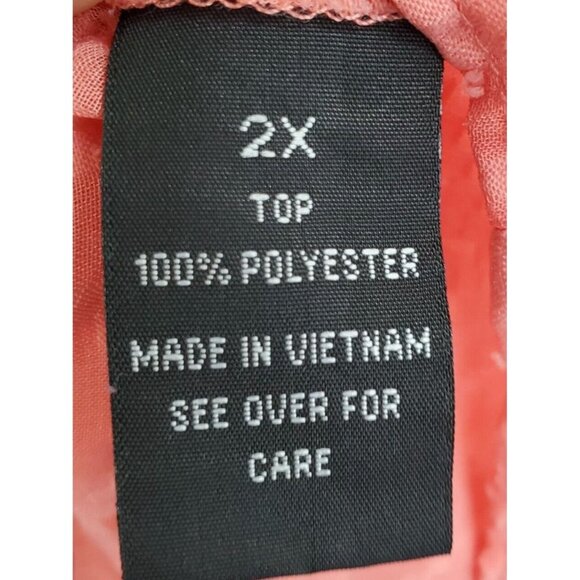 2X
TOP
100% POLYESTER
MADE IN VIETNAM
SEE OVER FOR
CARE